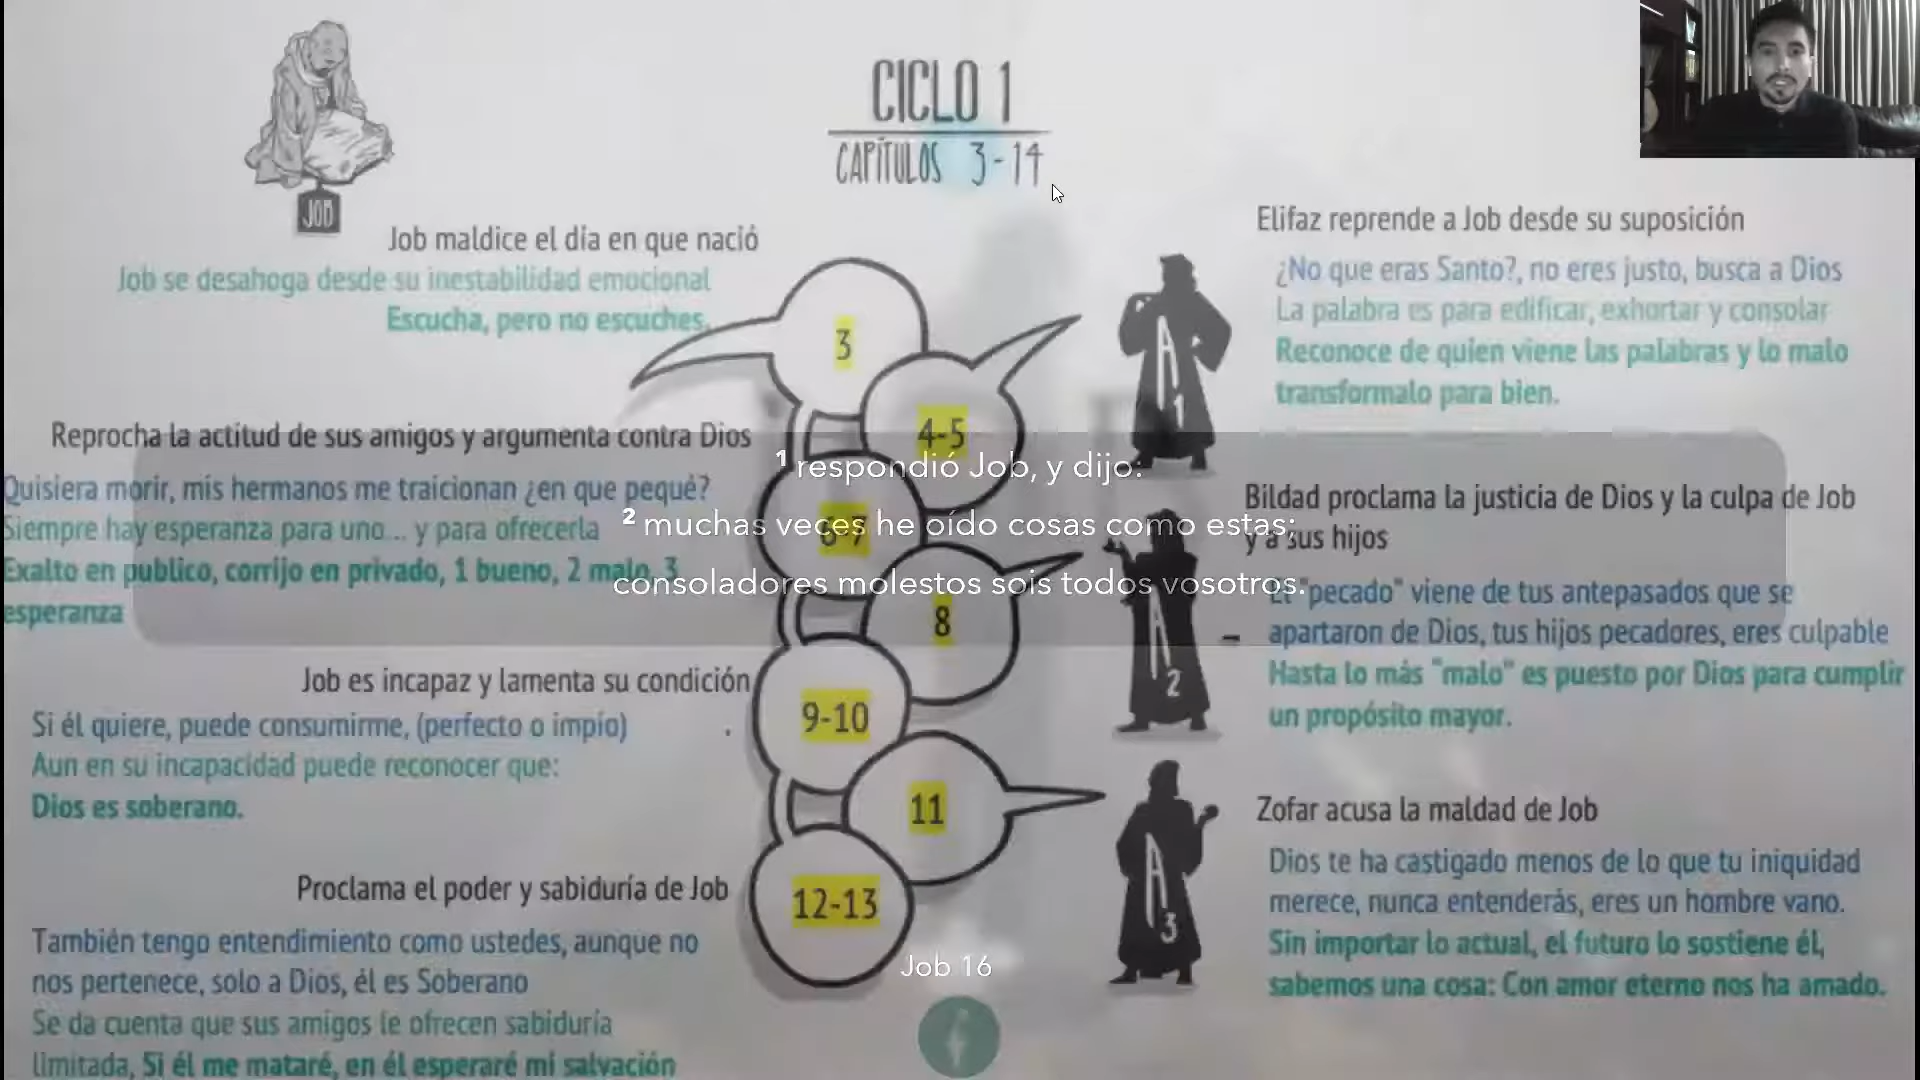 CICLO 1
CAPÍTULOS 3-14
JOB
Job maldice el día en que nació
Job se desahoga desde su inestabilidad emocional
Escucha, pero no escuches.
3
Elifaz reprende a Job desde su suposición
¿No que eras Santo?, no eres justo, busca a Dios
La palabra es para edificar, exhortar y consolar
Reconoce de quien viene las palabras y lo malo
transformalo para bien.
A1
4-5
Reprocha la actitud de sus amigos y argumenta contra Dios
Quisiera morir, mis hermanos me traicionan ¿en que pequé?
Siempre hay esperanza para uno... y para ofrecerla
Exalto en publico, corrijo en privado, 1 bueno, 2 malo, 3
esperanza
6-7
1 respondió Job, y dijo:
2 muchas veces he oído cosas como estas;
consoladores molestos sois todos vosotros.
Bildad proclama la justicia de Dios y la culpa de Job
y a sus hijos
El "pecado" viene de tus antepasados que se
apartaron de Dios, tus hijos pecadores, eres culpable
Hasta lo más "malo" es puesto por Dios para cumplir
un propósito mayor.
A2
8
Job es incapaz y lamenta su condición
Si él quiere, puede consumirme, (perfecto o impío)
Aun en su incapacidad puede reconocer que:
Dios es soberano.
9-10
Zofar acusa la maldad de Job
Dios te ha castigado menos de lo que tu iniquidad
merece, nunca entenderás, eres un hombre vano.
Sin importar lo actual, el futuro lo sostiene él,
sabemos una cosa: Con amor eterno nos ha amado.
A3
11
Proclama el poder y sabiduría de Job
También tengo entendimiento como ustedes, aunque no
nos pertenece, solo a Dios, él es Soberano
Se da cuenta que sus amigos le ofrecen sabiduría
limitada, Si él me mataré, en él esperaré mi salvación
12-13
Job 16